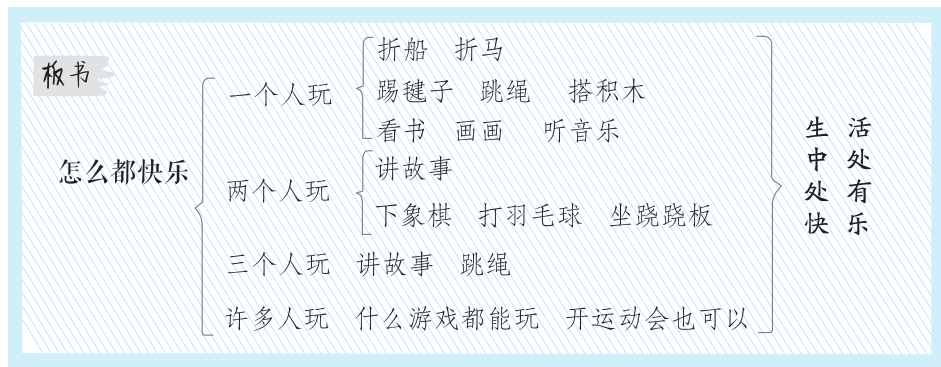 板书
怎么都快乐
一个人玩
折船 折马
踢毽子 跳绳 搭积木
看书 画画 听音乐
两个人玩
讲故事
下象棋 打羽毛球 坐跷跷板
三个人玩 讲故事 跳绳
许多人玩 什么游戏都能玩 开运动会也可以
生活
中处
处有
快乐